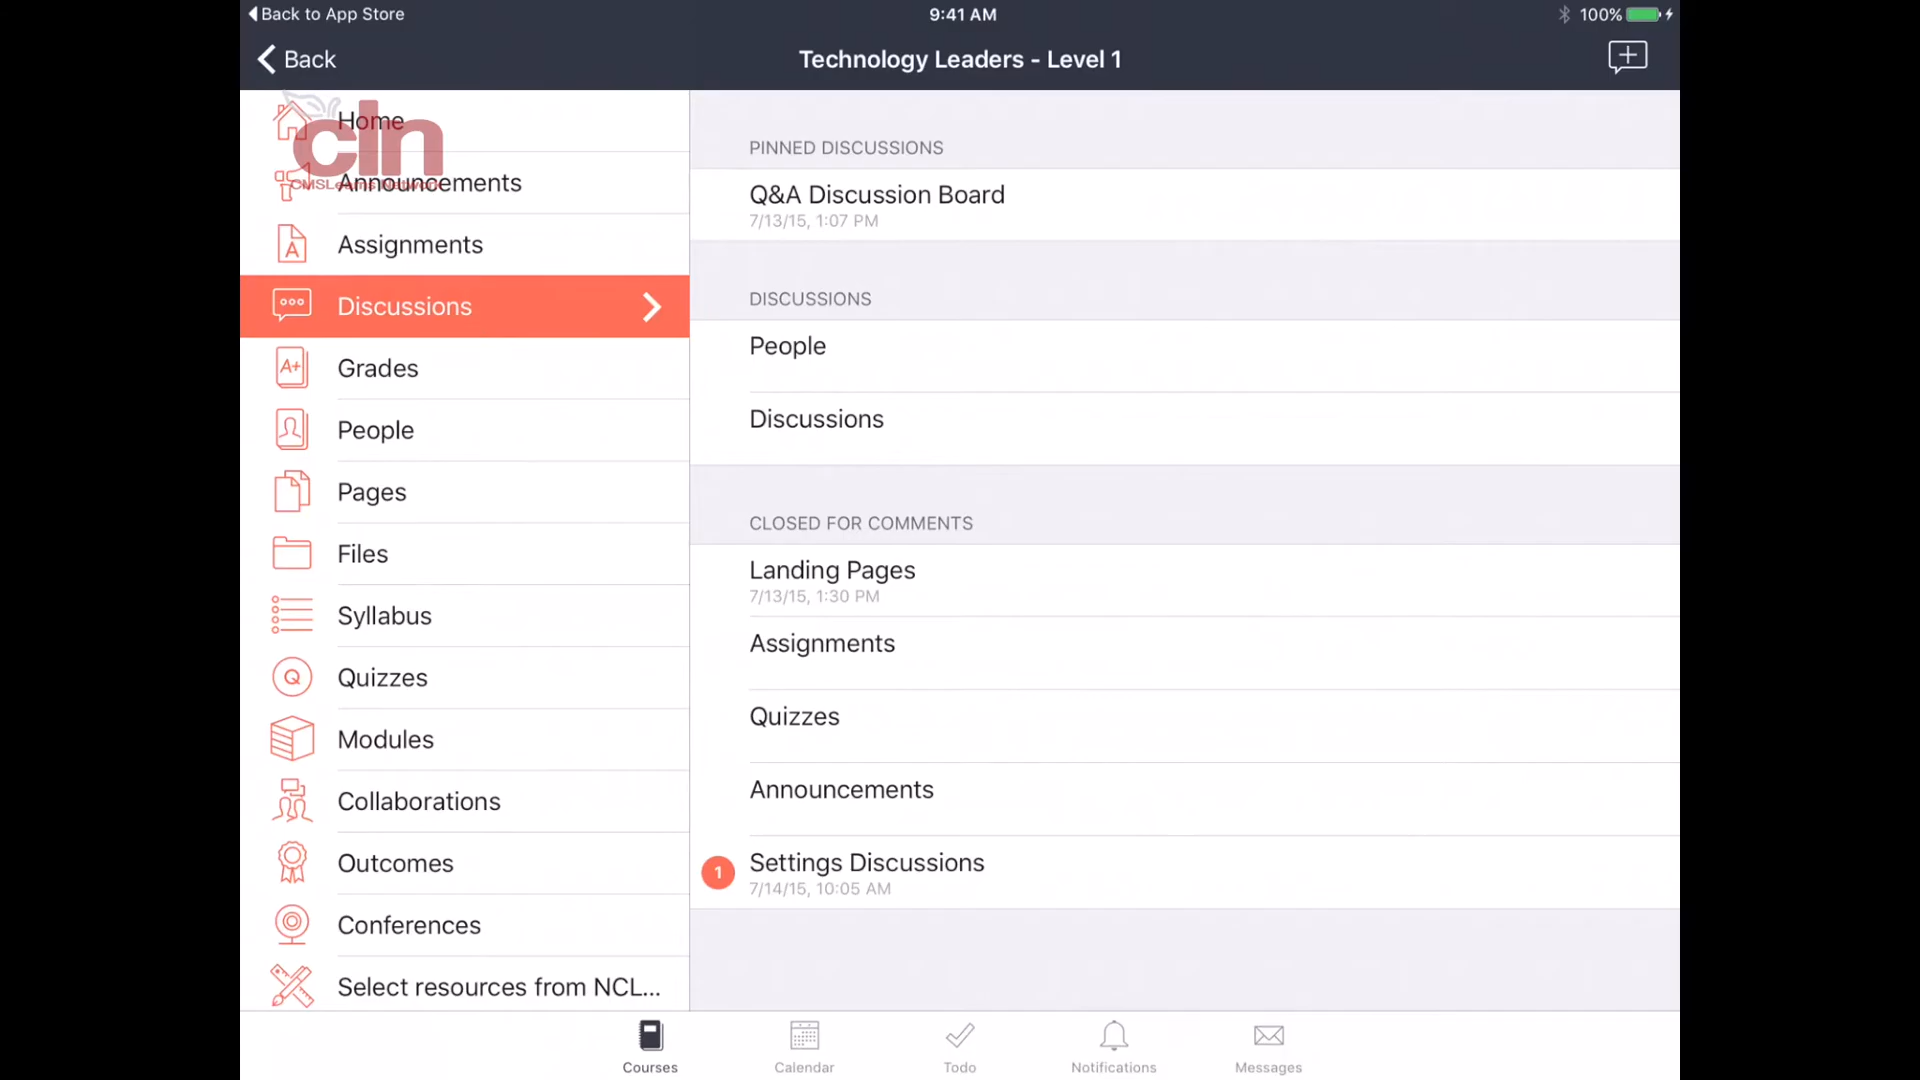 Back to App Store
9:41 AM
100%
Back
Technology Leaders - Level 1
cln
CMSLearns Network
Home
Announcements
Assignments
Discussions
Grades
People
Pages
Files
Syllabus
Quizzes
Modules
Collaborations
Outcomes
Conferences
Select resources from NCL...
PINNED DISCUSSIONS
Q&A Discussion Board
7/13/15, 1:07 PM
DISCUSSIONS
People
Discussions
CLOSED FOR COMMENTS
Landing Pages
7/13/15, 1:30 PM
Assignments
Quizzes
Announcements
1
Settings Discussions
7/14/15, 10:05 AM
Courses
Calendar
Todo
Notifications
Messages